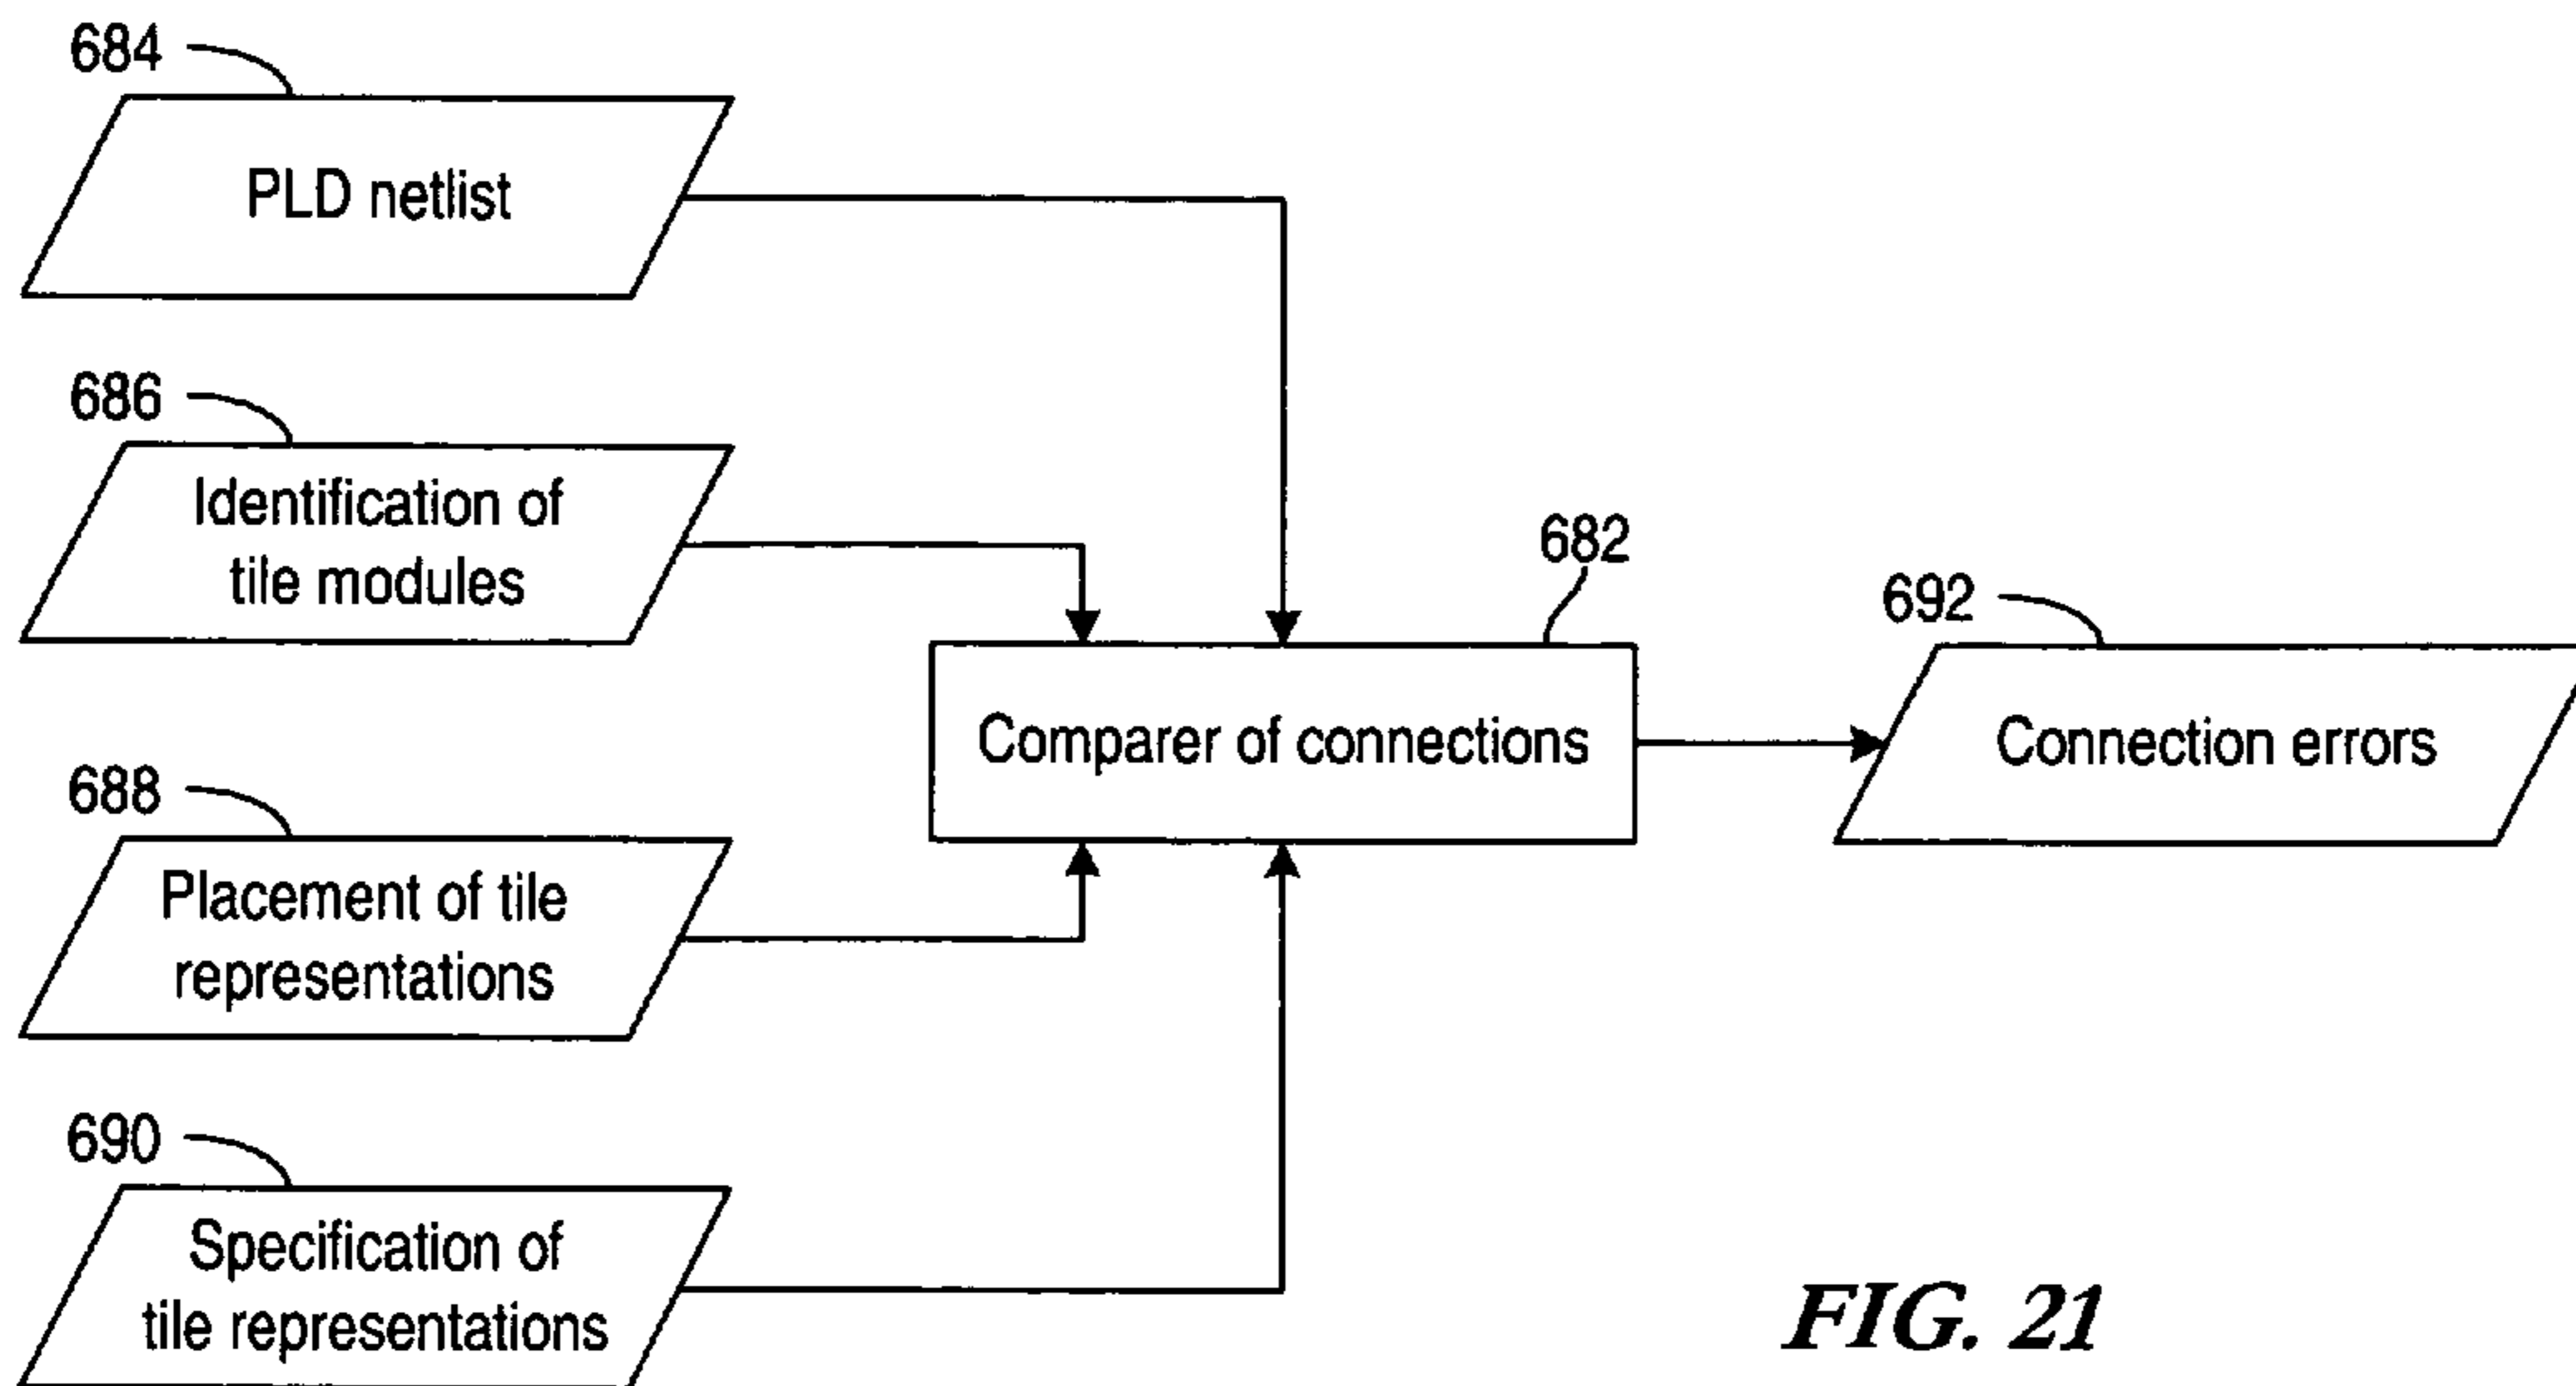 684
PLD netlist
686
Identification of
tile modules
682
692
Comparer of connections
Connection errors
688
Placement of tile
representations
690
Specification of
tile representations
FIG. 21